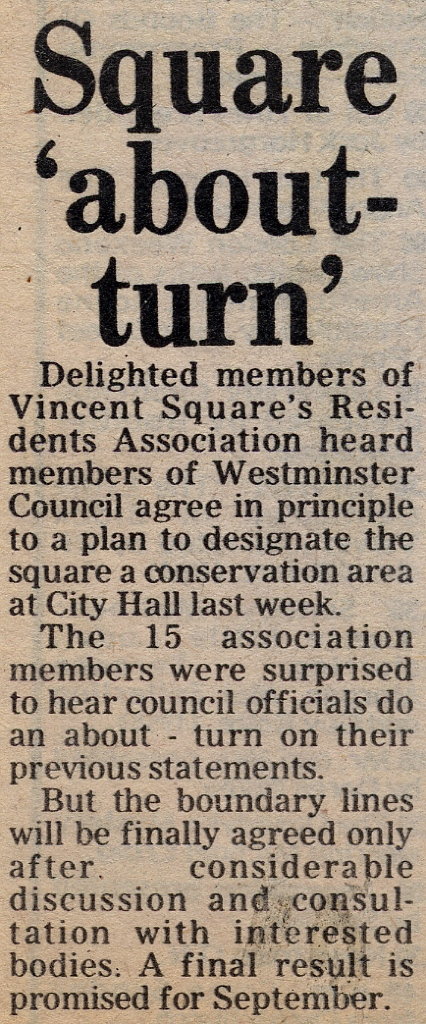 Square
‘about-
turn’
Delighted members of
Vincent Square's Resi-
dents Association heard
members of Westminster
Council agree in principle
to a plan to designate the
square a conservation area
at City Hall last week.
The 15 association
members were surprised
to hear council officials do
an about - turn on their
previous statements.
But the boundary lines
will be finally agreed only
after. considerable
discussion and consul-
tation with interested
bodies. A final result is
promised for September.